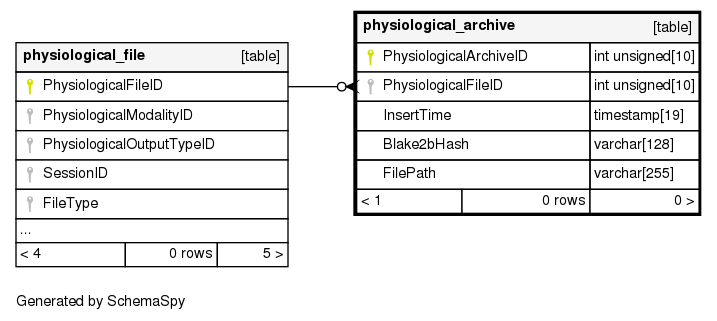 physiological_file [table]
PhysiologicalFileID
PhysiologicalModalityID
PhysiologicalOutputTypeID
SessionID
FileType
...
< 4 0 rows 5 >
physiological_archive [table]
PhysiologicalArchiveID int unsigned[10]
PhysiologicalFileID int unsigned[10]
InsertTime timestamp[19]
Blake2bHash varchar[128]
FilePath varchar[255]
< 1 0 rows 0 >
Generated by SchemaSpy